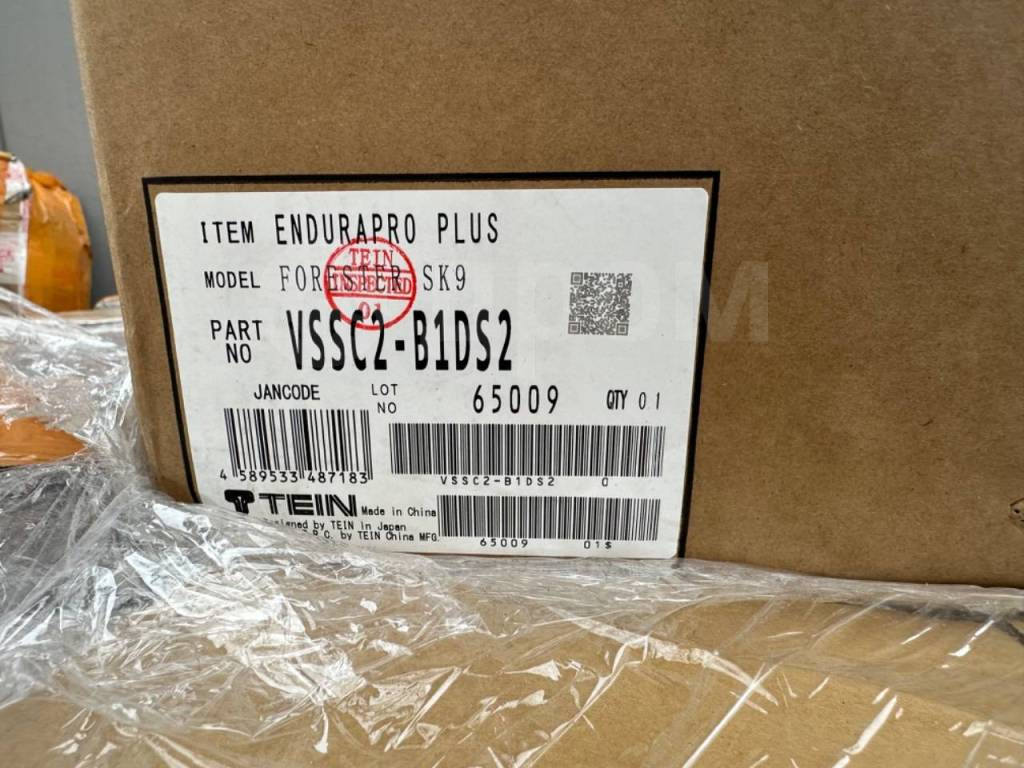 ITEM ENDURAPRO PLUS
MODEL FORESTER SK9
TEIN
INSPECTED
01
PART NO VSSC2-B1DS2
JANCODE
LOT NO 65009 QTY 01
4 589533 487183
VSSC2-B1DS2 0
TEIN Made in China
by TEIN in Japan
by TEIN China MFG.
65009 01$